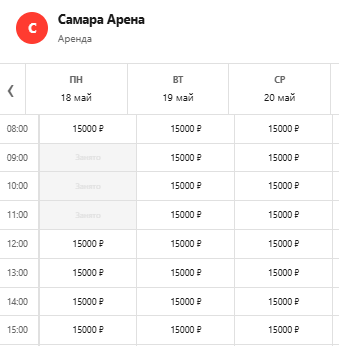 С
Самара Арена
Аренда
ПН ВТ СР
18 май 19 май 20 май
08:00 15000 ₽ 15000 ₽ 15000 ₽
09:00 Занято 15000 ₽ 15000 ₽
10:00 Занято 15000 ₽ 15000 ₽
11:00 Занято 15000 ₽ 15000 ₽
12:00 15000 ₽ 15000 ₽ 15000 ₽
13:00 15000 ₽ 15000 ₽ 15000 ₽
14:00 15000 ₽ 15000 ₽ 15000 ₽
15:00 15000 ₽ 15000 ₽ 15000 ₽